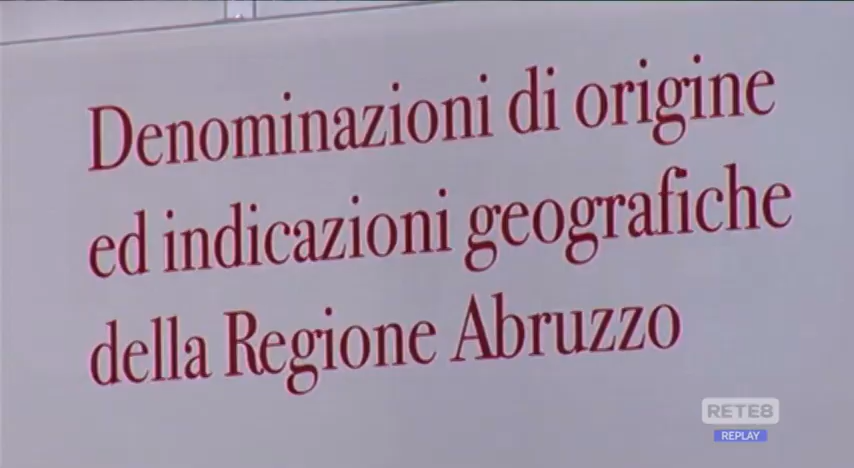 Denominazioni di origine
ed indicazioni geografiche
della Regione Abruzzo
RETE8
REPLAY